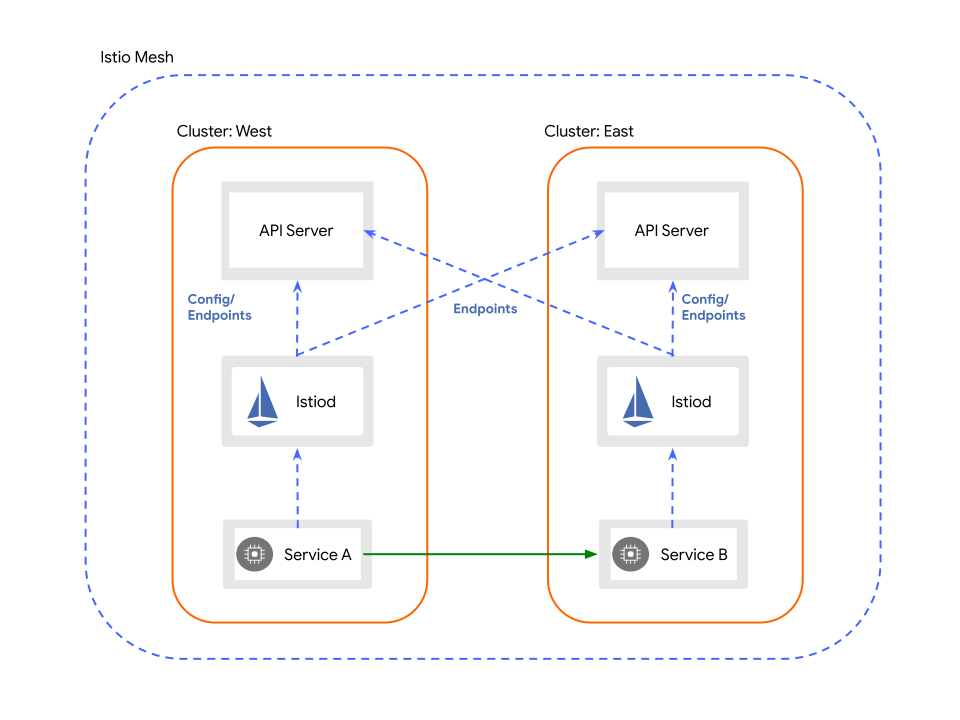 Istio Mesh
Cluster: West
Cluster: East
API Server
API Server
Config/
Endpoints
Endpoints
Config/
Endpoints
Istiod
Istiod
Service A
Service B